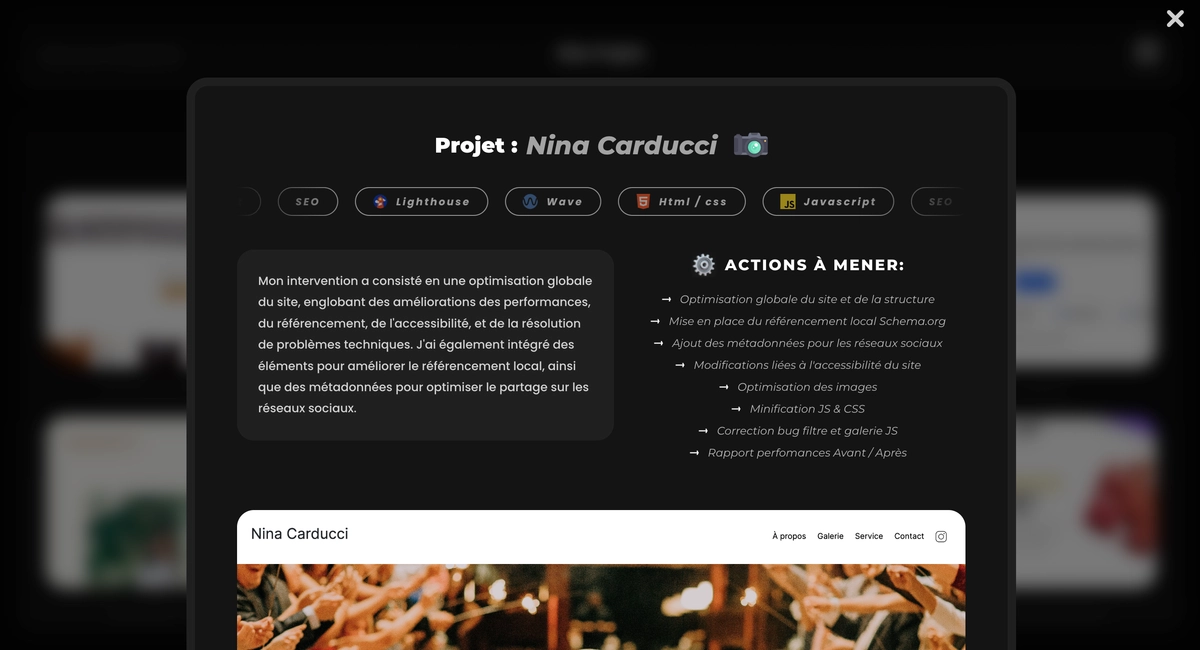 Projet : Nina Carducci
SEO
Lighthouse
Wave
Html / css
JS
Javascript
SEO
Mon intervention a consisté en une optimisation globale
du site, englobant des améliorations des performances,
du référencement, de l'accessibilité, et de la résolution
de problèmes techniques. J'ai également intégré des
éléments pour améliorer le référencement local, ainsi
que des métadonnées pour optimiser le partage sur les
réseaux sociaux.
ACTIONS À MENER:
→ Optimisation globale du site et de la structure
→ Mise en place du référencement local Schema.org
→ Ajout des métadonnées pour les réseaux sociaux
→ Modifications liées à l'accessibilité du site
→ Optimisation des images
→ Minification JS & CSS
→ Correction bug filtre et galerie JS
→ Rapport perfomances Avant / Après
Nina Carducci
À propos
Galerie
Service
Contact